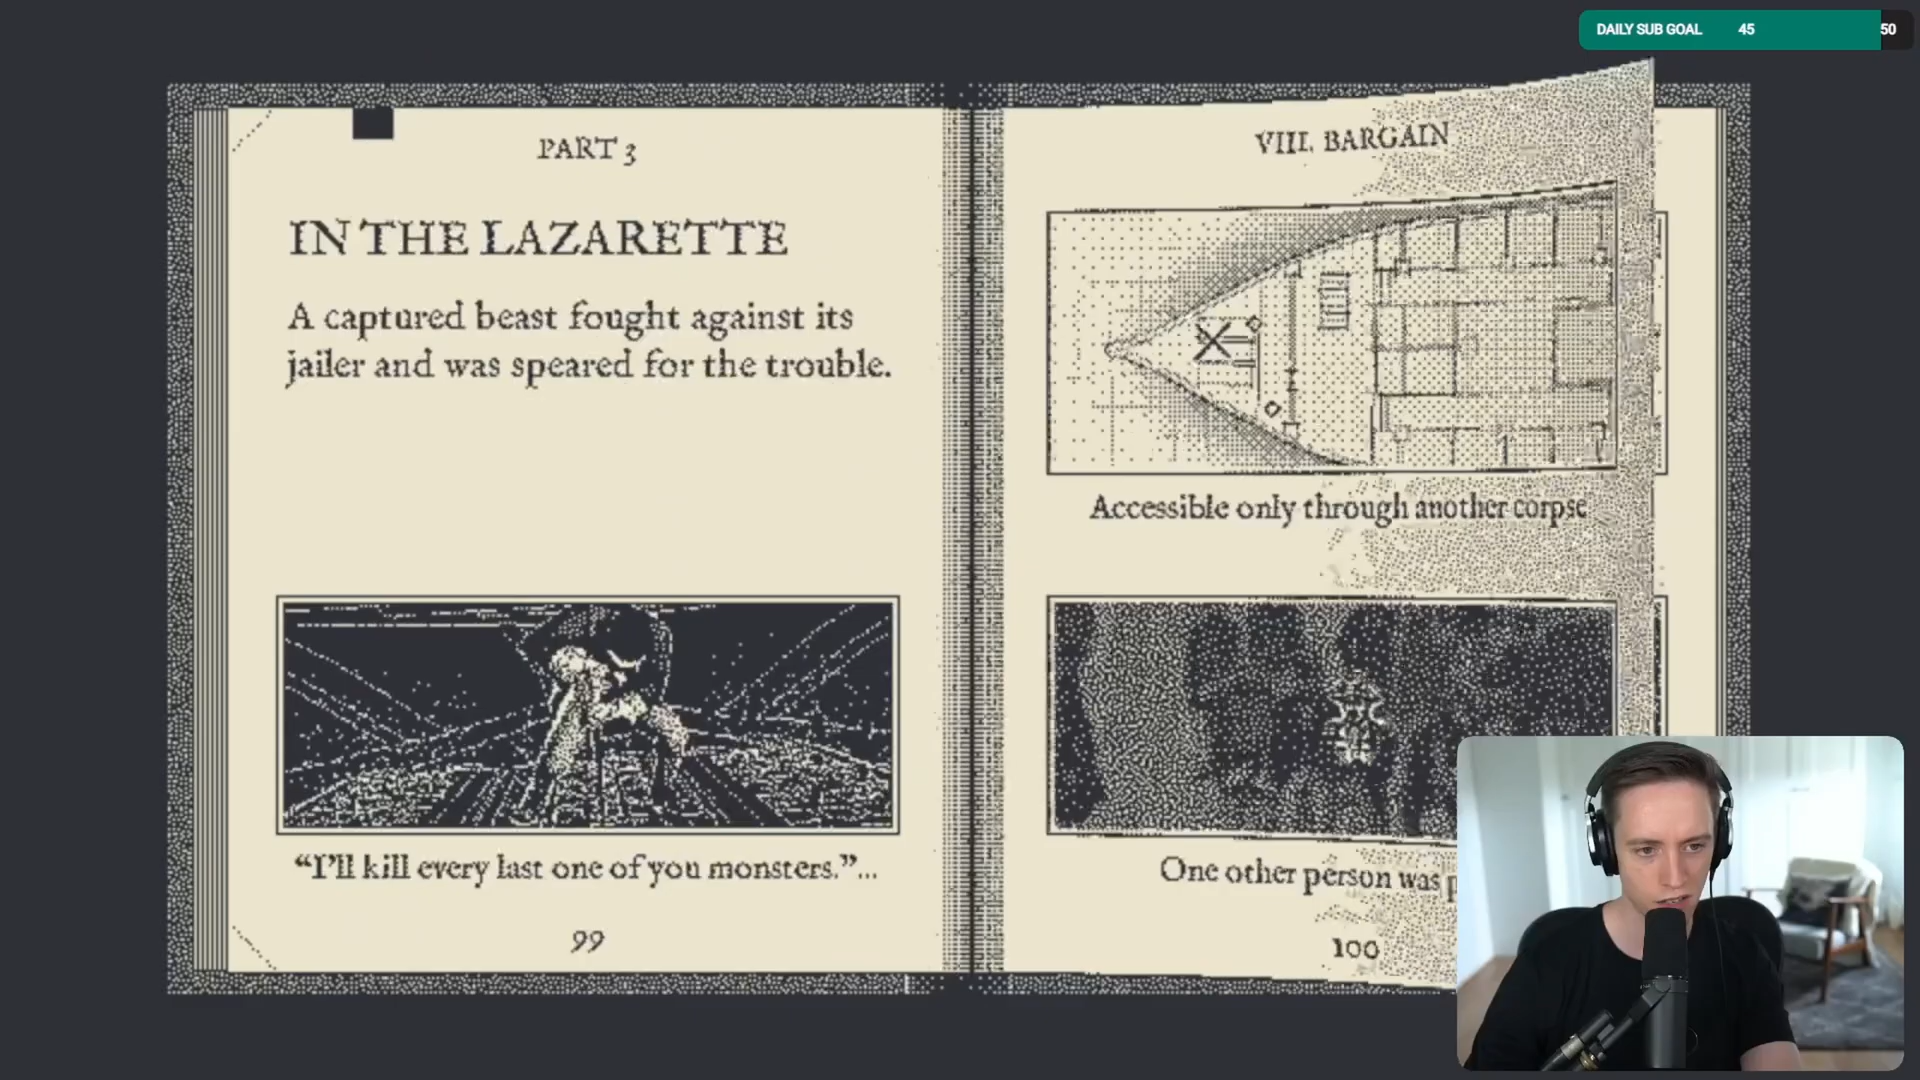 DAILY SUB GOAL 45 50
PART 3
IN THE LAZARETTE
A captured beast fought against its
jailer and was speared for the trouble.
“I’ll kill every last one of you monsters.”...
99
VIII. BARGAIN
Accessible only through another corpse
One other person was
100